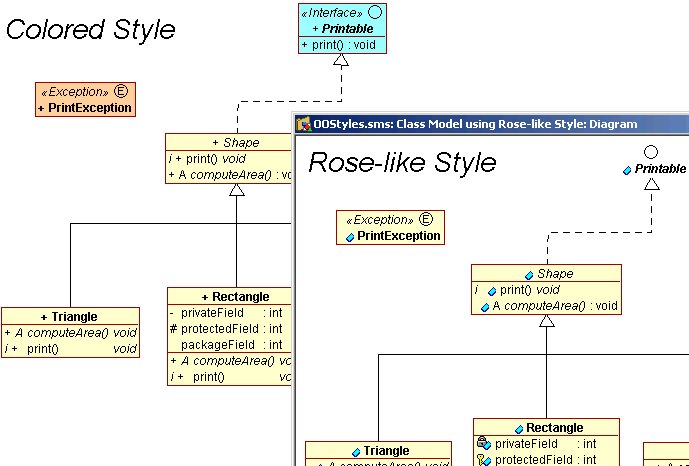 Colored Style
«Interface»
+ Printable
+ print() : void
«Exception» E
+ PrintException
+ Shape
i + print() void
+ A computeArea() : vo
+ Triangle
+ A computeArea() void
i + print() void
+ Rectangle
- privateField : int
# protectedField : int
packageField : int
+ A computeArea() vo
i + print() vo
OOStyles.sms: Class Model using Rose-like Style: Diagram
Rose-like Style
Printable
«Exception» E
PrintException
Shape
i print() void
A computeArea() : void
Triangle
A computeArea() void
Rectangle
privateField : int
protectedField : int